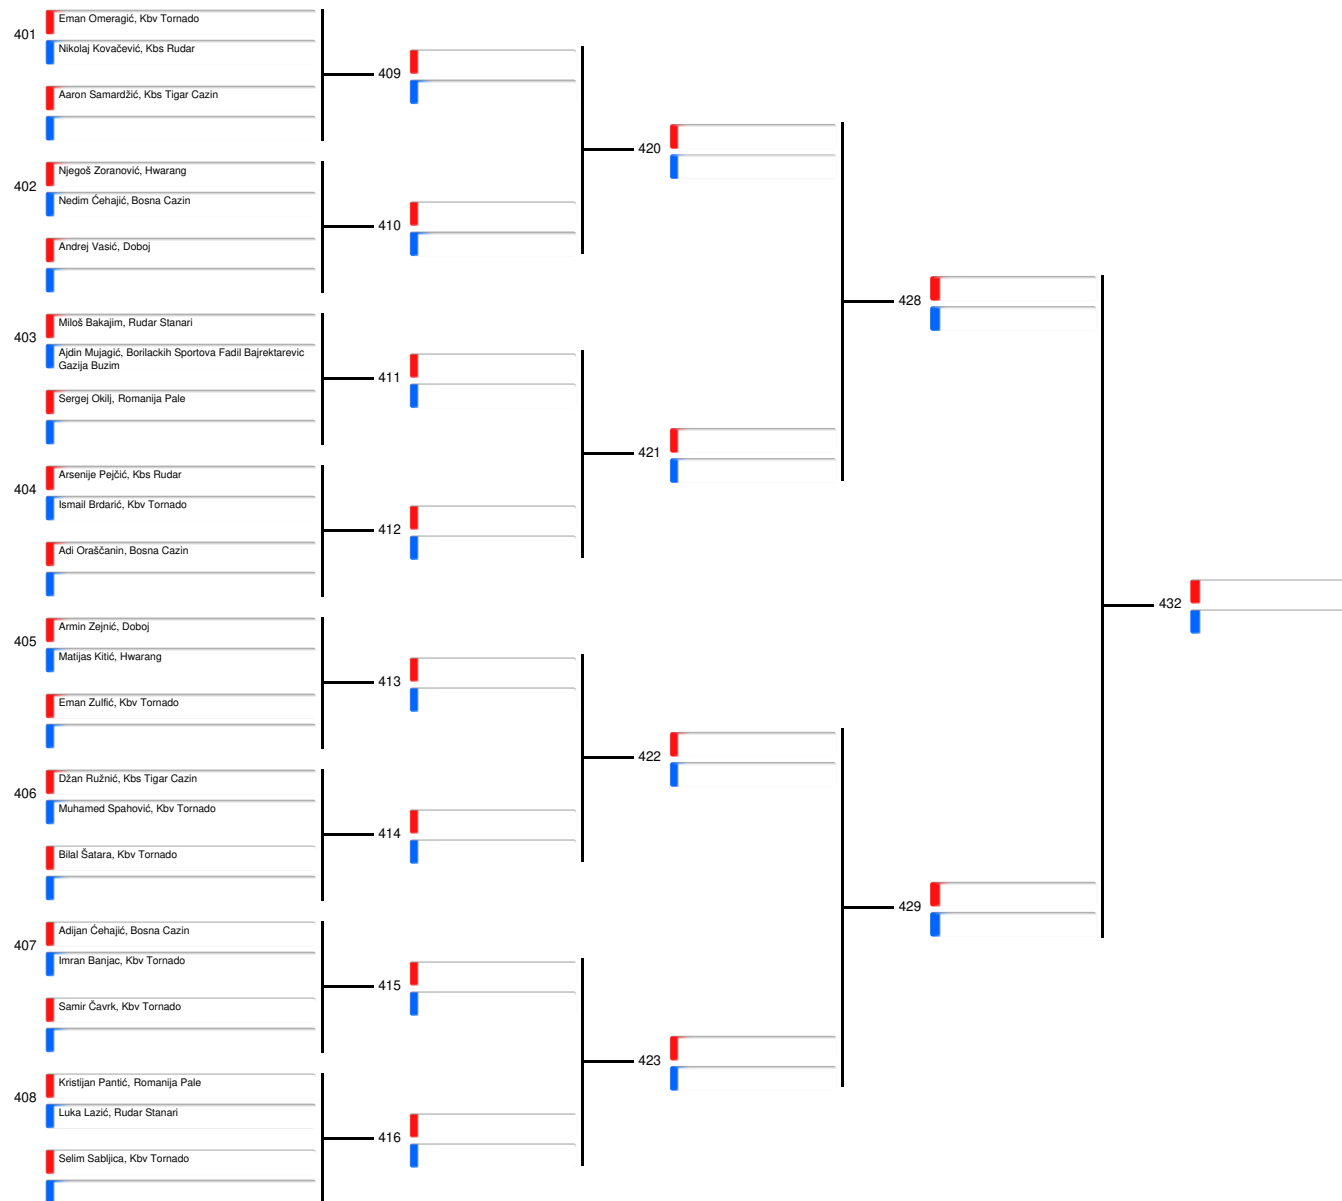 401
Eman Omeragić, Kbv Tornado
Nikolaj Kovačević, Kbs Rudar
409
Aaron Samardžić, Kbs Tigar Cazin
420
402
Njegoš Zoranović, Hwarang
Nedim Ćehajić, Bosna Cazin
410
Andrej Vasić, Doboj
428
403
Miloš Bakajim, Rudar Stanari
Ajdin Mujagić, Borilackih Sportova Fadil Bajrektarevic
Gazija Buzim
411
Sergej Okilj, Romanija Pale
421
404
Arsenije Pejčić, Kbs Rudar
Ismail Brdarić, Kbv Tornado
412
Adi Oraščanin, Bosna Cazin
432
405
Armin Zejnić, Doboj
Matijas Kitić, Hwarang
413
Eman Zulfić, Kbv Tornado
422
406
Džan Ružnić, Kbs Tigar Cazin
Muhamed Spahović, Kbv Tornado
414
Bilal Šatara, Kbv Tornado
429
407
Adijan Ćehajić, Bosna Cazin
Imran Banjac, Kbv Tornado
415
Samir Čavrk, Kbv Tornado
423
408
Kristijan Pantić, Romanija Pale
Luka Lazić, Rudar Stanari
416
Selim Sabljica, Kbv Tornado